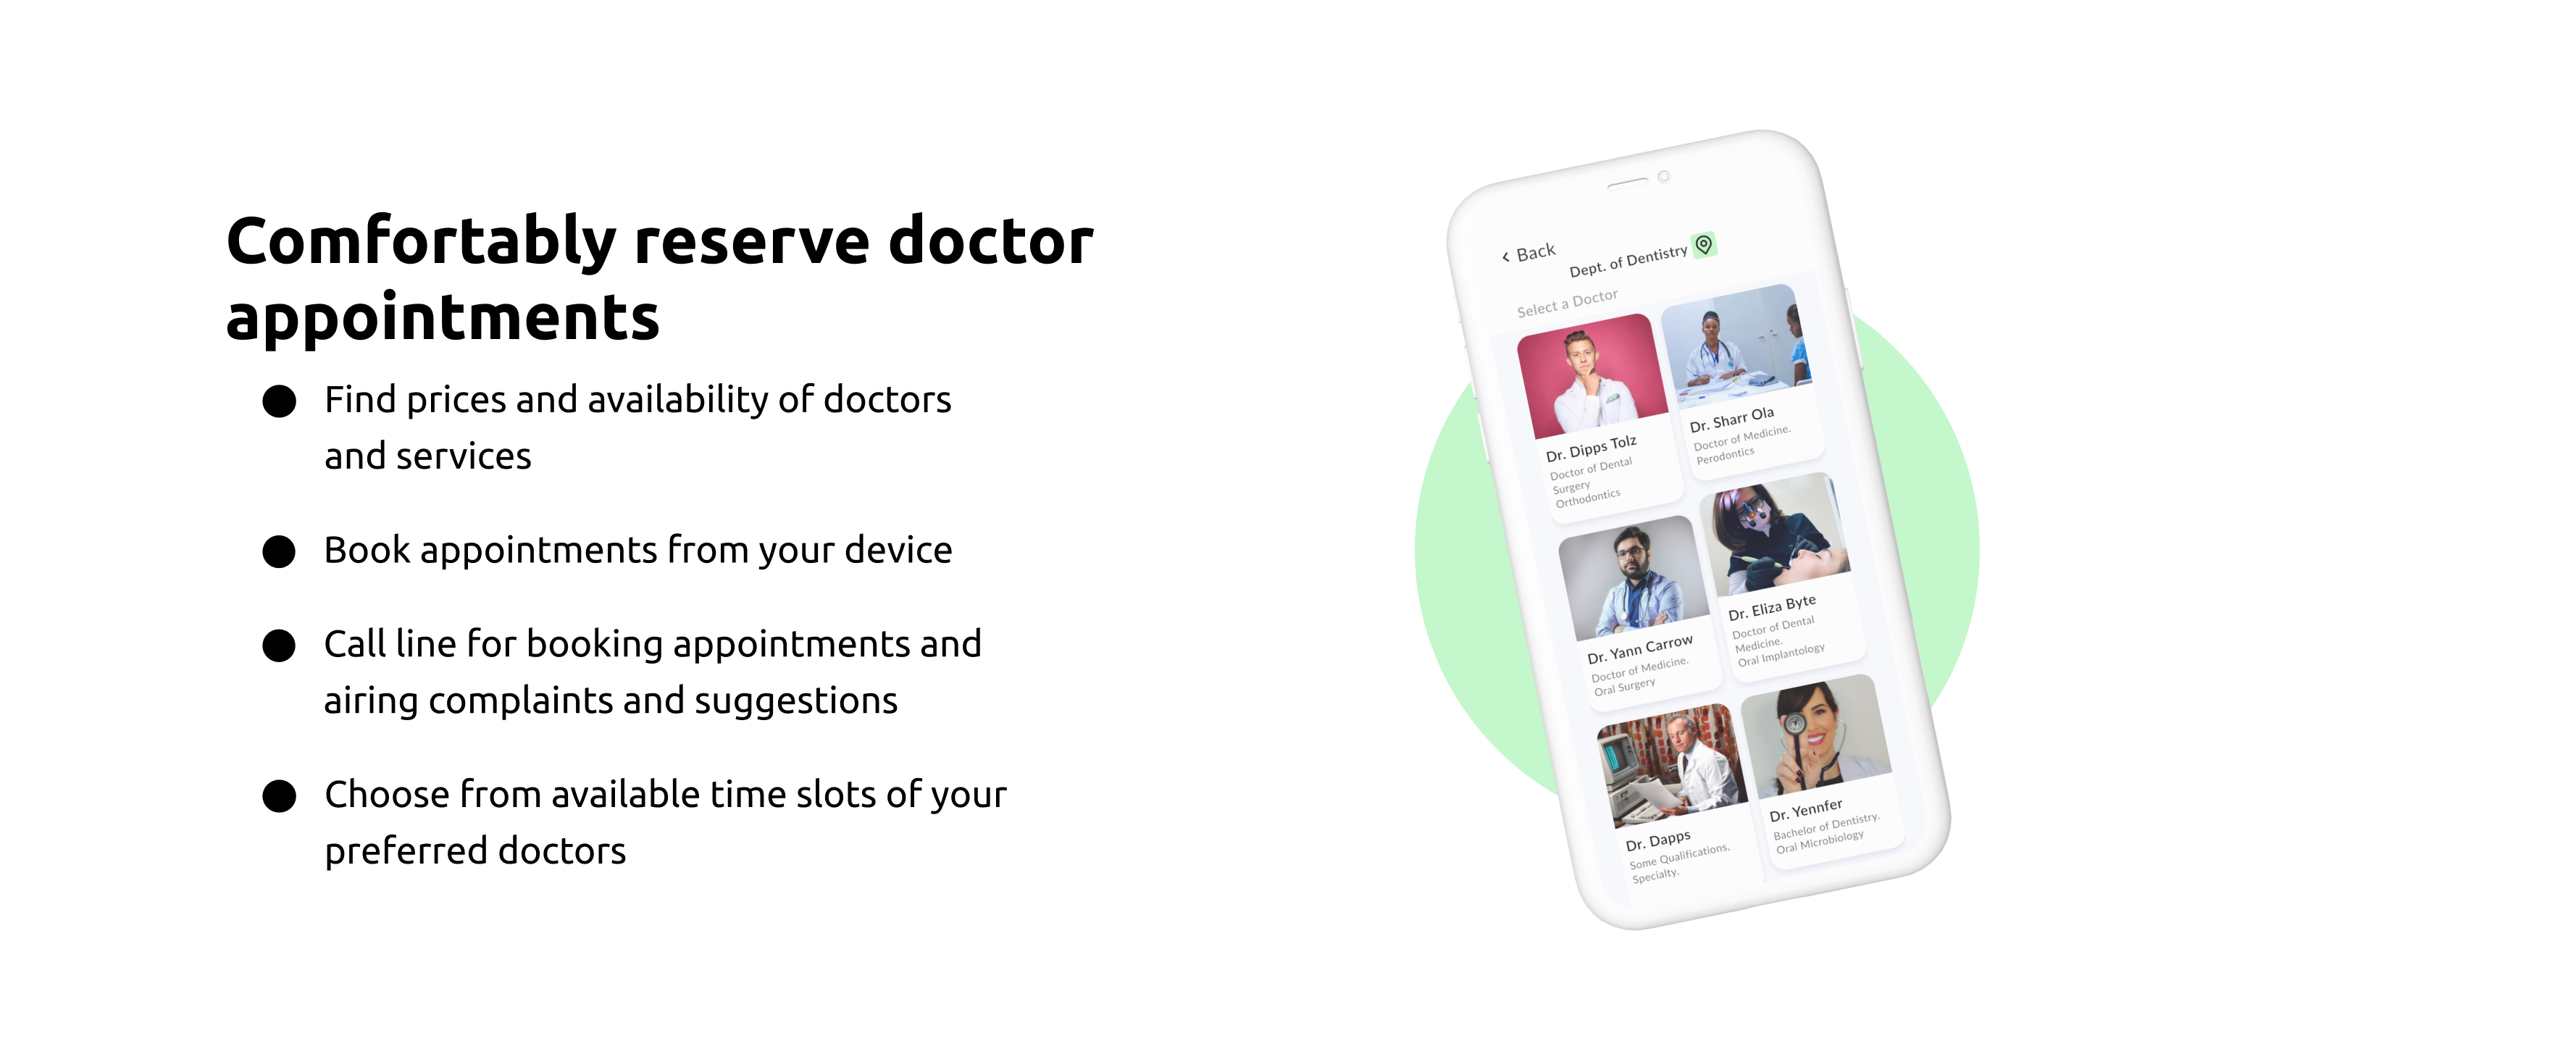 Comfortably reserve doctor
appointments
Find prices and availability of doctors
and services
Book appointments from your device
Call line for booking appointments and
airing complaints and suggestions
Choose from available time slots of your
preferred doctors
Back
Dept. of Dentistry
Select a Doctor
Dr. Dipps Tolz
Doctor of Dental
Surgery
Orthodontics
Dr. Sharr Ola
Doctor of Medicine.
Perodontics
Dr. Yann Carrow
Doctor of Medicine.
Oral Surgery
Dr. Eliza Byte
Doctor of Dental
Medicine.
Oral Implantology
Dr. Dapps
Some Qualifications,
Specialty.
Dr. Yennfer
Bachelor of Dentistry.
Oral Microbiology